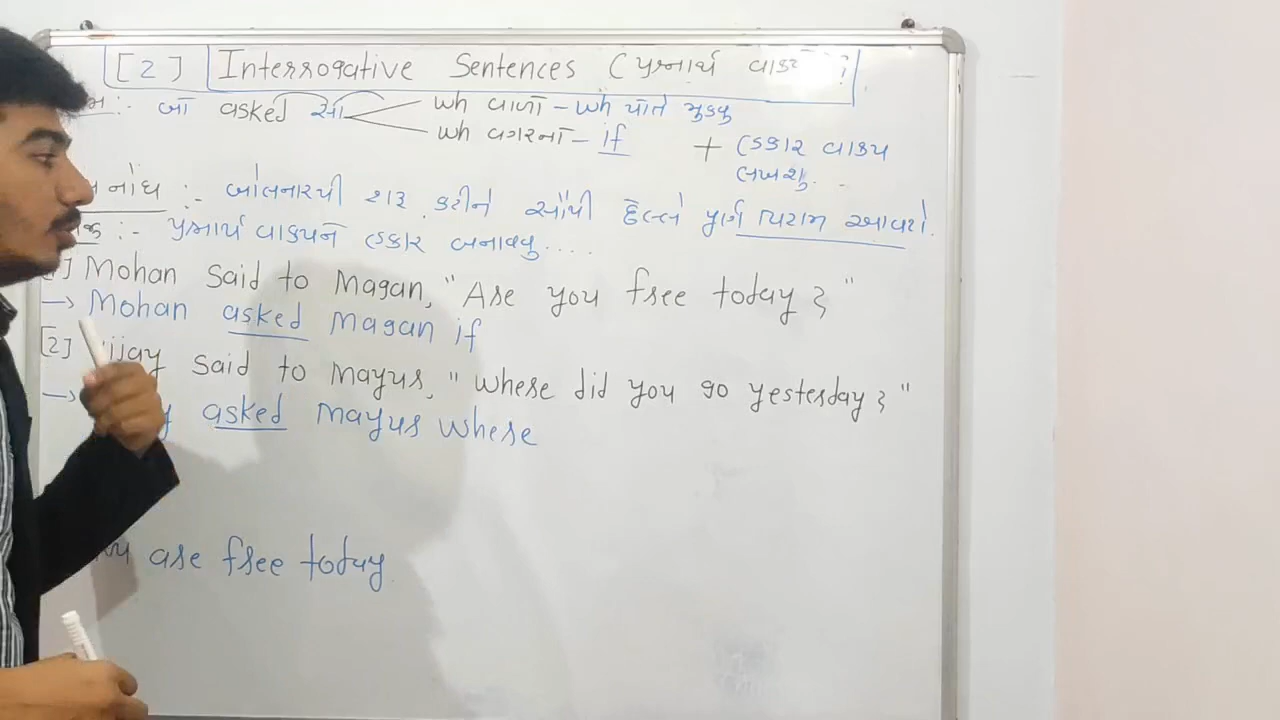 [2] Interrogative Sentences (પ્રશ્નાર્થ વાક્ય ?
:- બૉ asked સૉ wh વાળૉ - wh પૉતે મુકવુ
wh વગરનૉ - if + હકાર વાક્ય
લખશુ..
નોંધ :- બોલનારથી શરૂ કરીને સૉથી છેલ્લે પુર્ણ વિરામ આવશે.
:- પ્રશ્નાર્થ વાક્યને હકાર બનાવવુ....
] Mohan said to Magan, "Are you free today ?"
→ Mohan asked Magan if
[2] Vijay said to Mayur, "Where did you go yesterday ?"
→ asked Mayur where
are free today.